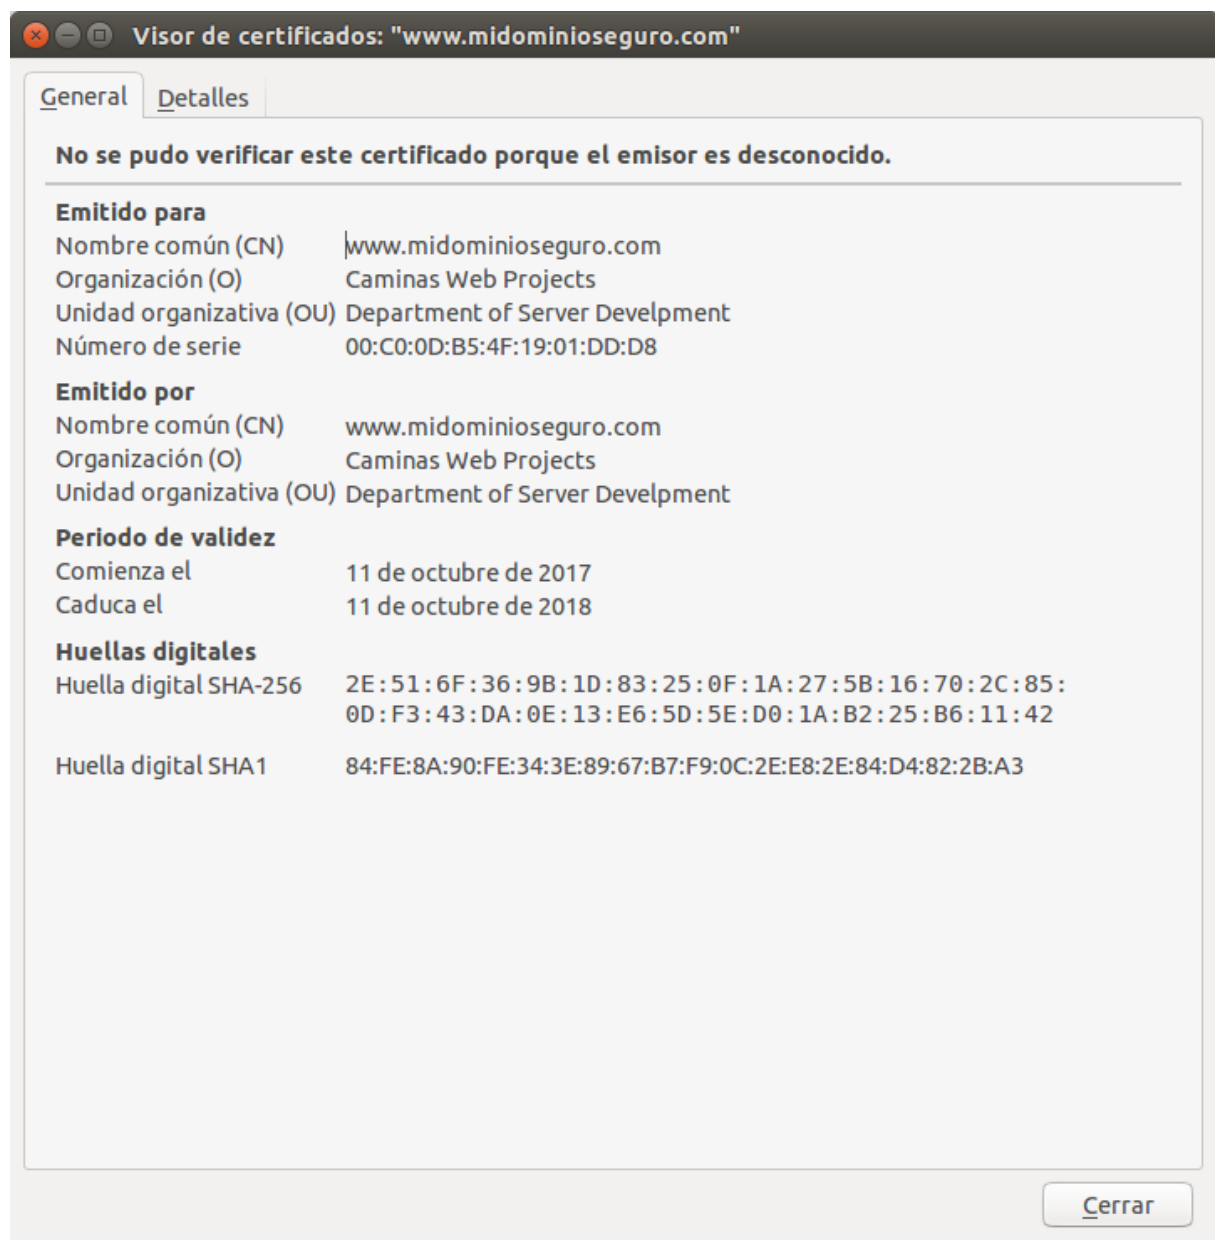 Visor de certificados: "www.midominioseguro.com"
General Detalles
No se pudo verificar este certificado porque el emisor es desconocido.
Emitido para
Nombre común (CN) www.midominioseguro.com
Organización (O) Caminas Web Projects
Unidad organizativa (OU) Department of Server Develpment
Número de serie 00:C0:0D:B5:4F:19:01:DD:D8
Emitido por
Nombre común (CN) www.midominioseguro.com
Organización (O) Caminas Web Projects
Unidad organizativa (OU) Department of Server Develpment
Periodo de validez
Comienza el 11 de octubre de 2017
Caduca el 11 de octubre de 2018
Huellas digitales
Huella digital SHA-256 2E:51:6F:36:9B:1D:83:25:0F:1A:27:5B:16:70:2C:85:
0D:F3:43:DA:0E:13:E6:5D:5E:D0:1A:B2:25:B6:11:42
Huella digital SHA1 84:FE:8A:90:FE:34:3E:89:67:B7:F9:0C:2E:E8:2E:84:D4:82:2B:A3
Cerrar